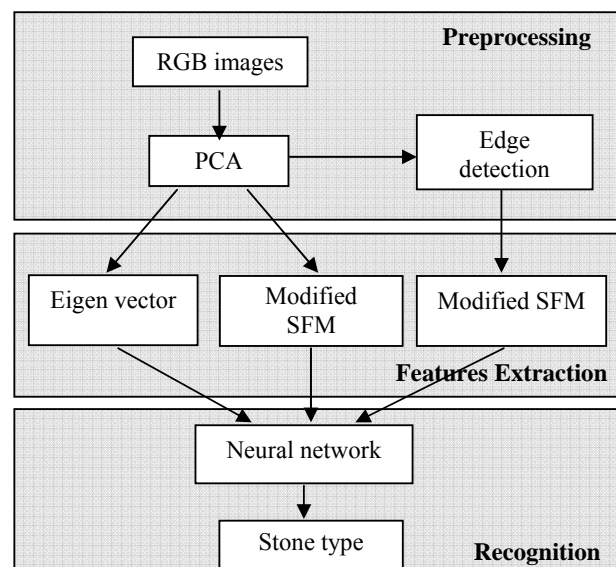 Preprocessing
RGB images
PCA
Edge
detection
Eigen vector
Modified
SFM
Modified SFM
Features Extraction
Neural network
Stone type
Recognition